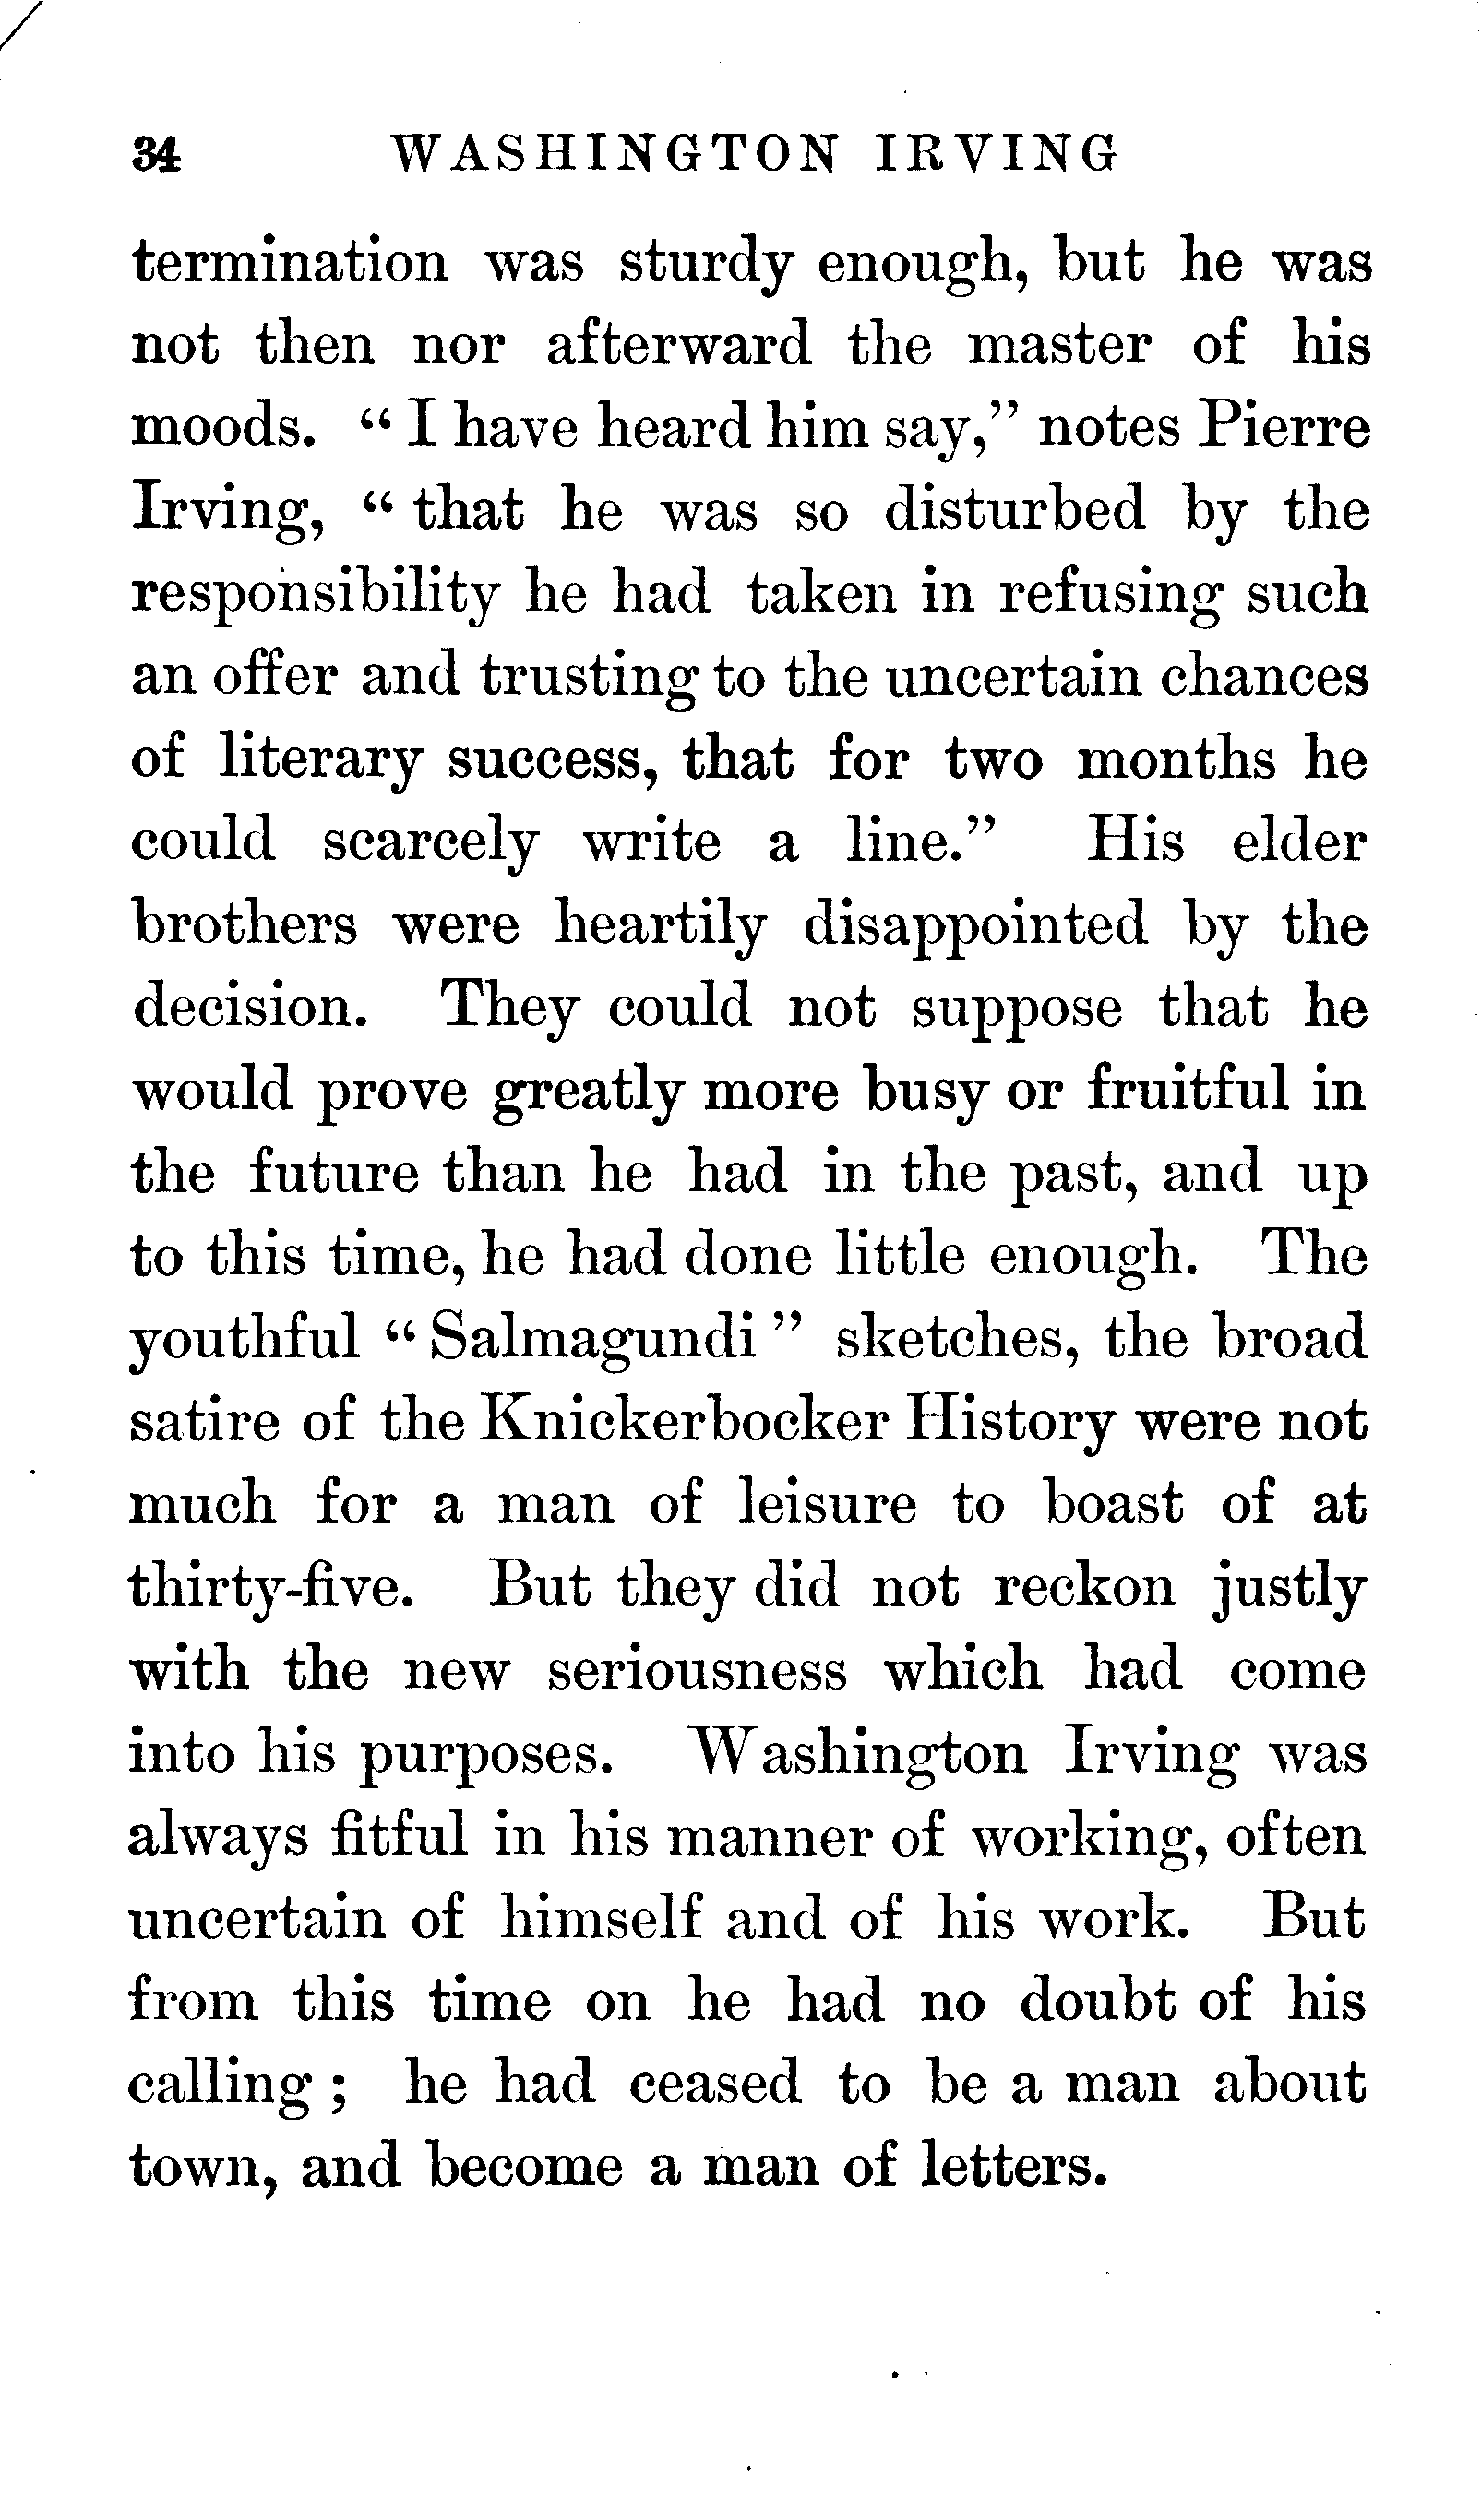 34 WASHINGTON IRVING
termination was sturdy enough, but he was
not then nor afterward the master of his
moods. “ I have heard him say,” notes Pierre
Irving, “ that he was so disturbed by the
responsibility he had taken in refusing such
an offer and trusting to the uncertain chances
of literary success, that for two months he
could scarcely write a line.” His elder
brothers were heartily disappointed by the
decision. They could not suppose that he
would prove greatly more busy or fruitful in
the future than he had in the past, and up
to this time, he had done little enough. The
youthful “ Salmagundi ” sketches, the broad
satire of the Knickerbocker History were not
much for a man of leisure to boast of at
thirty-five. But they did not reckon justly
with the new seriousness which had come
into his purposes. Washington Irving was
always fitful in his manner of working, often
uncertain of himself and of his work. But
from this time on he had no doubt of his
calling ; he had ceased to be a man about
town, and become a man of letters.